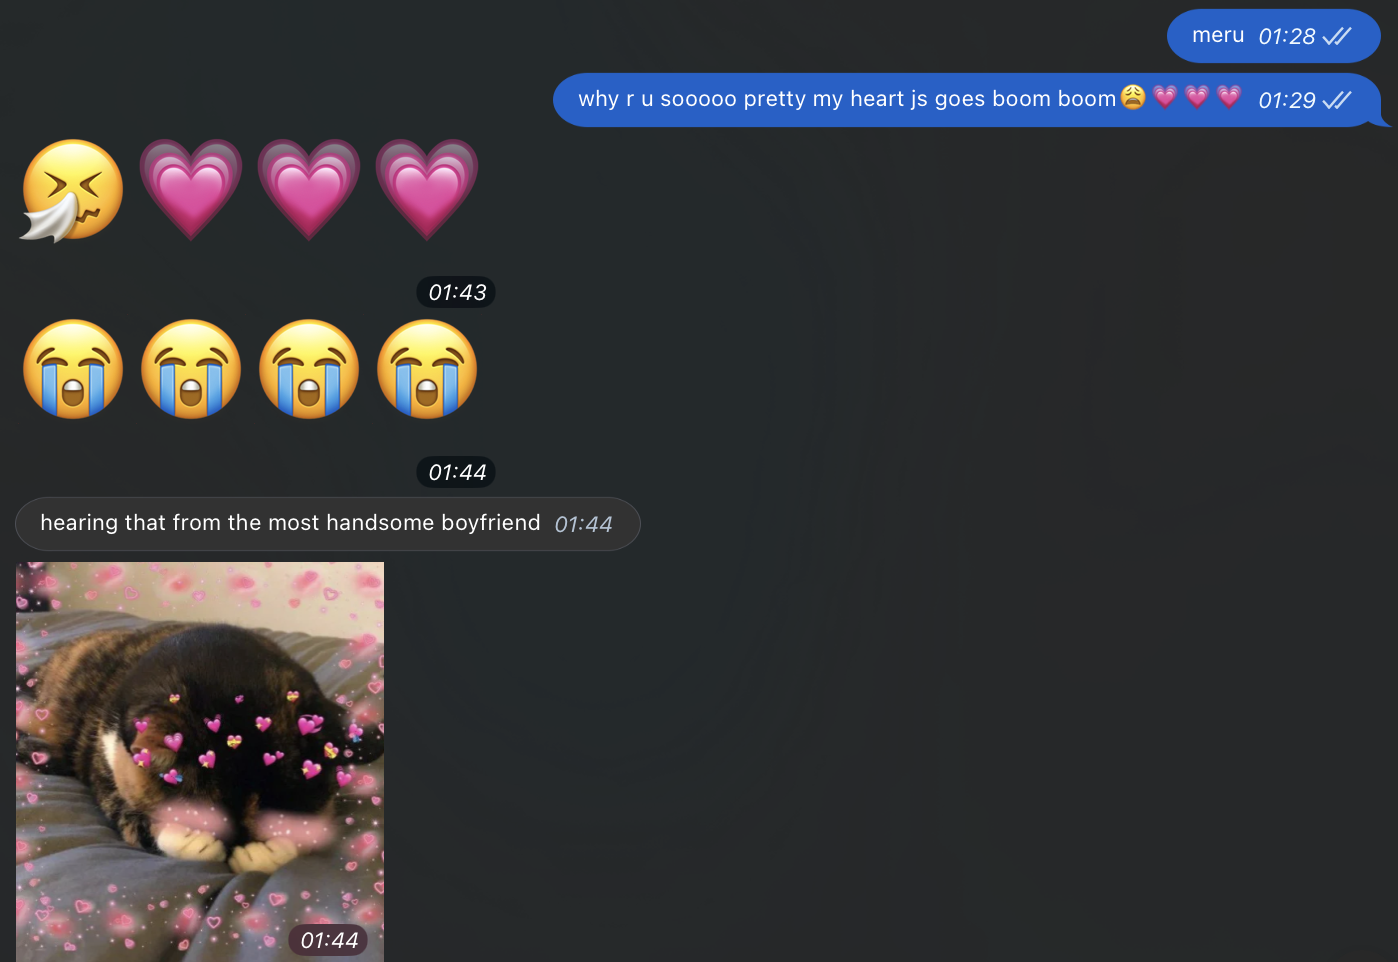 meru 01:28
why r u sooooo pretty my heart js goes boom boom😩💗💗💗 01:29
🤧💗💗💗
01:43
😭😭😭😭
01:44
hearing that from the most handsome boyfriend 01:44
01:44